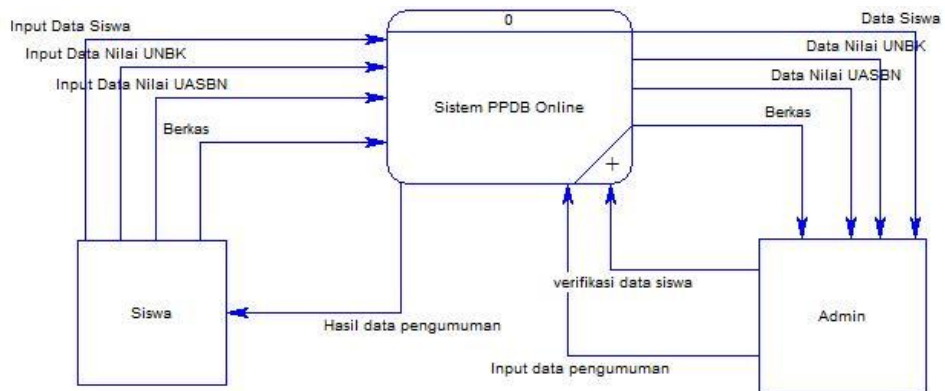 0
Sistem PPDB Online
+
Input Data Siswa
Input Data Nilai UNBK
Input Data Nilai UASBN
Berkas
Data Siswa
Data Nilai UNBK
Data Nilai UASBN
Berkas
Siswa
Hasil data pengumuman
verifikasi data siswa
Input data pengumuman
Admin